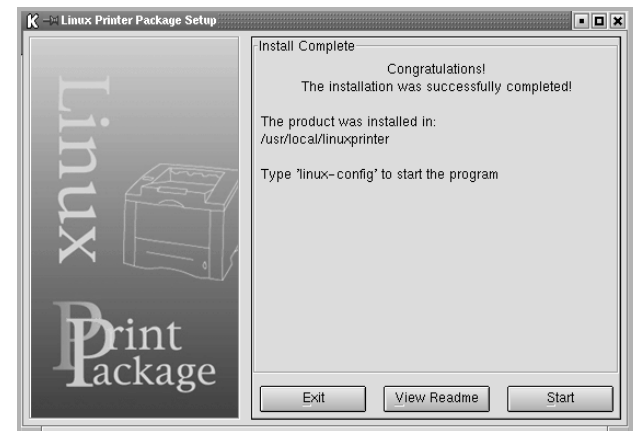 Linux Printer Package Setup
Linux
Print
Package
Install Complete
Congratulations!
The installation was successfully completed!
The product was installed in:
/usr/local/linuxprinter
Type 'linux-config' to start the program
Exit
View Readme
Start